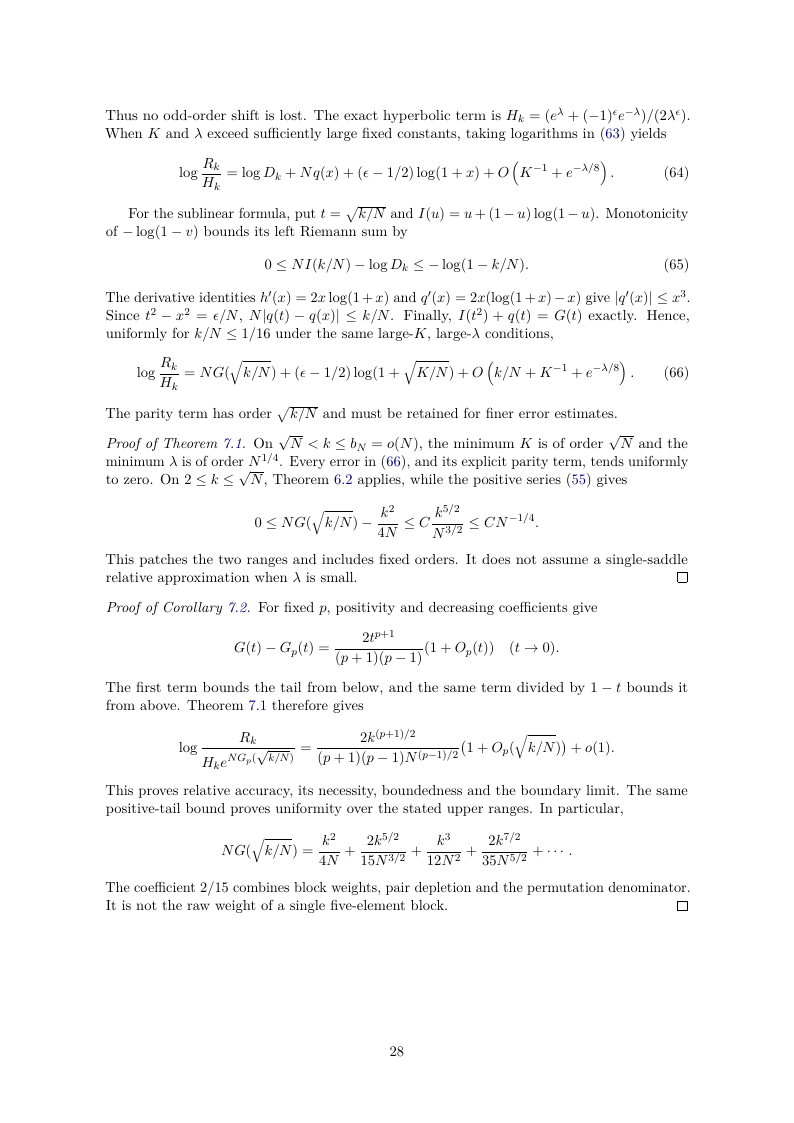 Thus no odd-order shift is lost. The exact hyperbolic term is H_k = (e^λ + (−1)^ϵ e^{−λ})/(2λ^ϵ).
When K and λ exceed sufficiently large fixed constants, taking logarithms in (63) yields
log R_k/H_k = log D_k + Nq(x) + (ϵ − 1/2) log(1 + x) + O(K^{−1} + e^{−λ/8}). (64)
For the sublinear formula, put t = √(k/N) and I(u) = u + (1 − u) log(1 − u). Monotonicity
of − log(1 − v) bounds its left Riemann sum by
0 ≤ NI(k/N) − log D_k ≤ − log(1 − k/N). (65)
The derivative identities h′(x) = 2x log(1 + x) and q′(x) = 2x(log(1 + x) − x) give |q′(x)| ≤ x^3.
Since t^2 − x^2 = ϵ/N, N|q(t) − q(x)| ≤ k/N. Finally, I(t^2) + q(t) = G(t) exactly. Hence,
uniformly for k/N ≤ 1/16 under the same large-K, large-λ conditions,
log R_k/H_k = NG(√(k/N)) + (ϵ − 1/2) log(1 + √(K/N)) + O(k/N + K^{−1} + e^{−λ/8}). (66)
The parity term has order √(k/N) and must be retained for finer error estimates.
Proof of Theorem 7.1. On √N < k ≤ b_N = o(N), the minimum K is of order √N and the
minimum λ is of order N^{1/4}. Every error in (66), and its explicit parity term, tends uniformly
to zero. On 2 ≤ k ≤ √N, Theorem 6.2 applies, while the positive series (55) gives
0 ≤ NG(√(k/N)) − k^2/4N ≤ C k^{5/2}/N^{3/2} ≤ CN^{−1/4}.
This patches the two ranges and includes fixed orders. It does not assume a single-saddle
relative approximation when λ is small. □
Proof of Corollary 7.2. For fixed p, positivity and decreasing coefficients give
G(t) − G_p(t) = 2t^{p+1}/((p + 1)(p − 1)) (1 + O_p(t)) (t → 0).
The first term bounds the tail from below, and the same term divided by 1 − t bounds it
from above. Theorem 7.1 therefore gives
log R_k/(H_k e^{NG_p(√(k/N))}) = 2k^{(p+1)/2}/((p + 1)(p − 1)N^{(p−1)/2}) (1 + O_p(√(k/N))) + o(1).
This proves relative accuracy, its necessity, boundedness and the boundary limit. The same
positive-tail bound proves uniformity over the stated upper ranges. In particular,
NG(√(k/N)) = k^2/4N + 2k^{5/2}/15N^{3/2} + k^3/12N^2 + 2k^{7/2}/35N^{5/2} + ··· .
The coefficient 2/15 combines block weights, pair depletion and the permutation denominator.
It is not the raw weight of a single five-element block. □
28